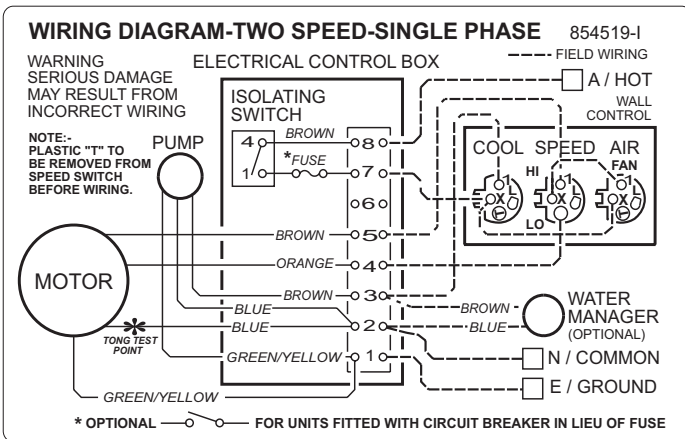 WIRING DIAGRAM-TWO SPEED-SINGLE PHASE
854519-I
WARNING
SERIOUS DAMAGE
MAY RESULT FROM
INCORRECT WIRING
ELECTRICAL CONTROL BOX
FIELD WIRING
A / HOT
ISOLATING
SWITCH
WALL
CONTROL
NOTE:-
PLASTIC "T" TO
BE REMOVED FROM
SPEED SWITCH
BEFORE WIRING.
PUMP
4
BROWN
8
1
*FUSE
7
6
COOL SPEED AIR
FAN
HI
X X X
LO
BROWN
5
ORANGE
4
MOTOR
BROWN
3
BROWN
BLUE
BLUE
2
BLUE
WATER
MANAGER
(OPTIONAL)
TONG TEST
POINT
GREEN/YELLOW
1
N / COMMON
E / GROUND
GREEN/YELLOW
* OPTIONAL FOR UNITS FITTED WITH CIRCUIT BREAKER IN LIEU OF FUSE